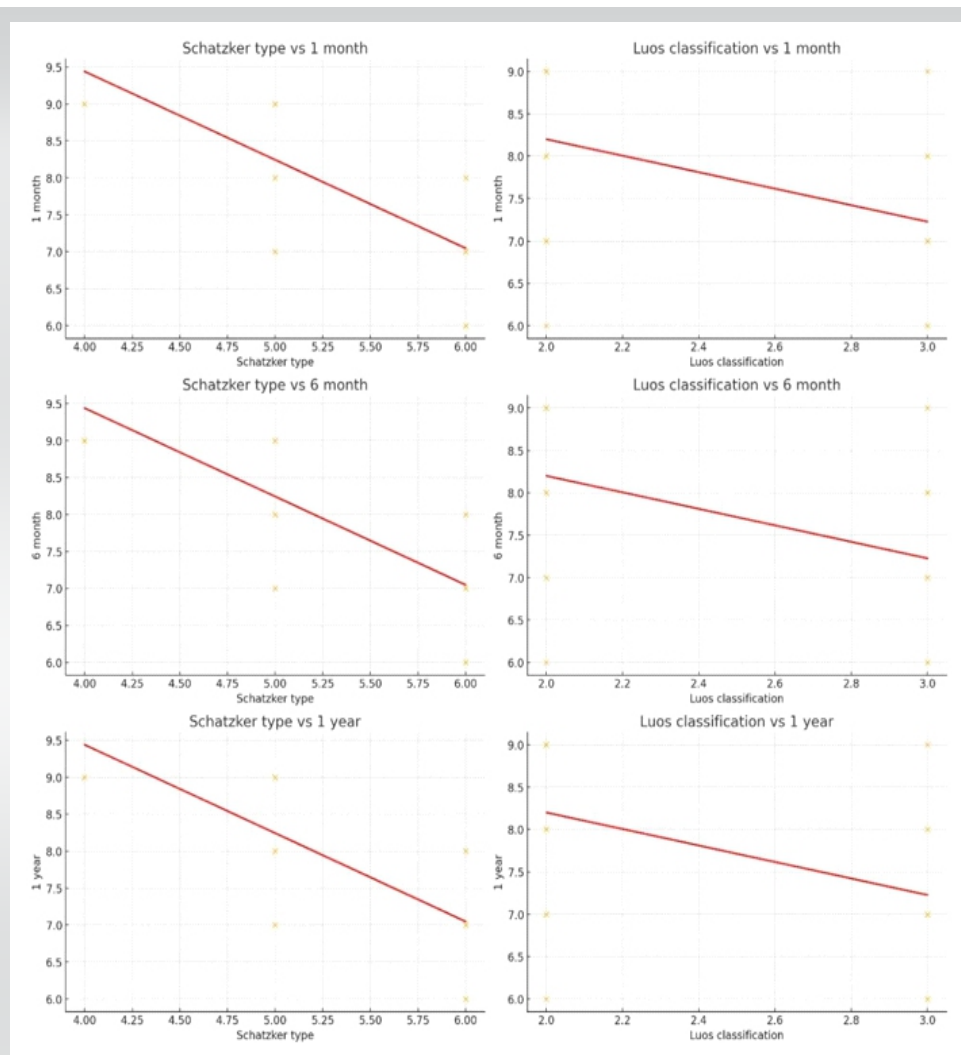 Schatzker type vs 1 month
9.5
9.0
8.5
8.0
7.5
7.0
6.5
6.0
1 month
4.00 4.25 4.50 4.75 5.00 5.25 5.50 5.75 6.00
Schatzker type
Luos classification vs 1 month
9.0
8.5
8.0
7.5
7.0
6.5
6.0
1 month
2.0 2.2 2.4 2.6 2.8 3.0
Luos classification
Schatzker type vs 6 month
9.5
9.0
8.5
8.0
7.5
7.0
6.5
6.0
6 month
4.00 4.25 4.50 4.75 5.00 5.25 5.50 5.75 6.00
Schatzker type
Luos classification vs 6 month
9.0
8.5
8.0
7.5
7.0
6.5
6.0
6 month
2.0 2.2 2.4 2.6 2.8 3.0
Luos classification
Schatzker type vs 1 year
9.5
9.0
8.5
8.0
7.5
7.0
6.5
6.0
1 year
4.00 4.25 4.50 4.75 5.00 5.25 5.50 5.75 6.00
Schatzker type
Luos classification vs 1 year
9.0
8.5
8.0
7.5
7.0
6.5
6.0
1 year
2.0 2.2 2.4 2.6 2.8 3.0
Luos classification